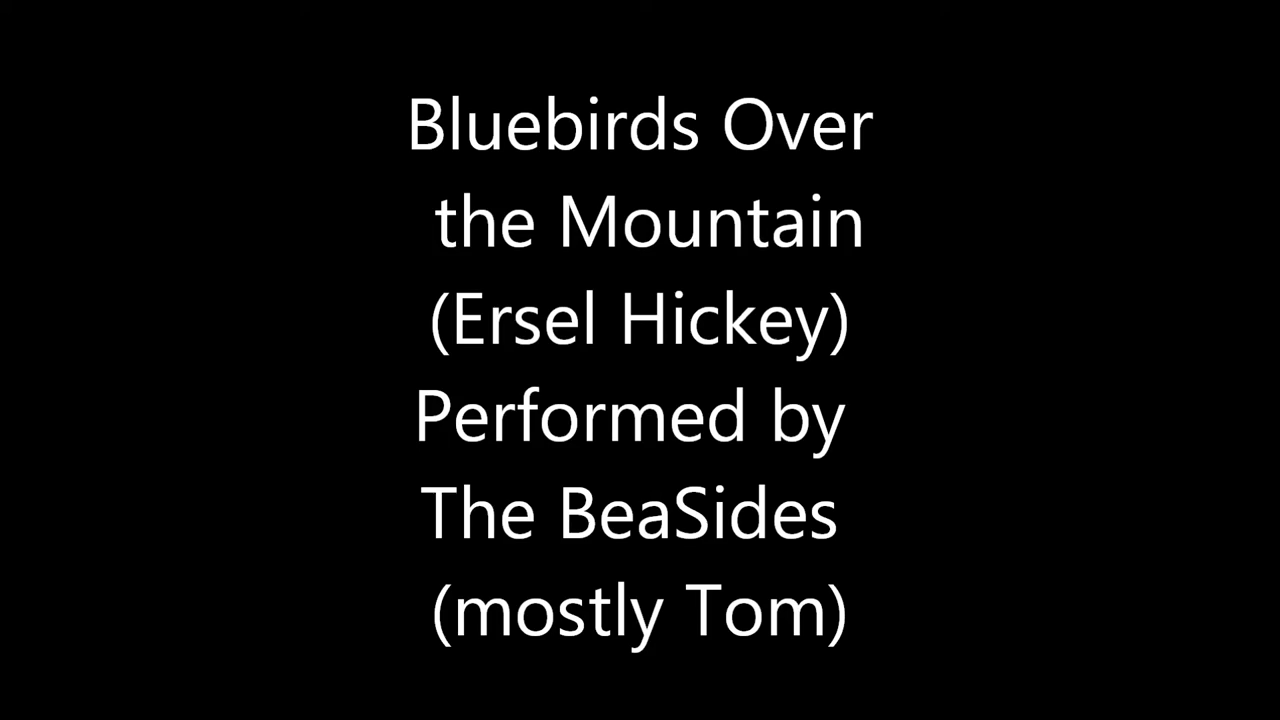 Bluebirds Over
the Mountain
(Ersel Hickey)
Performed by
The BeaSides
(mostly Tom)